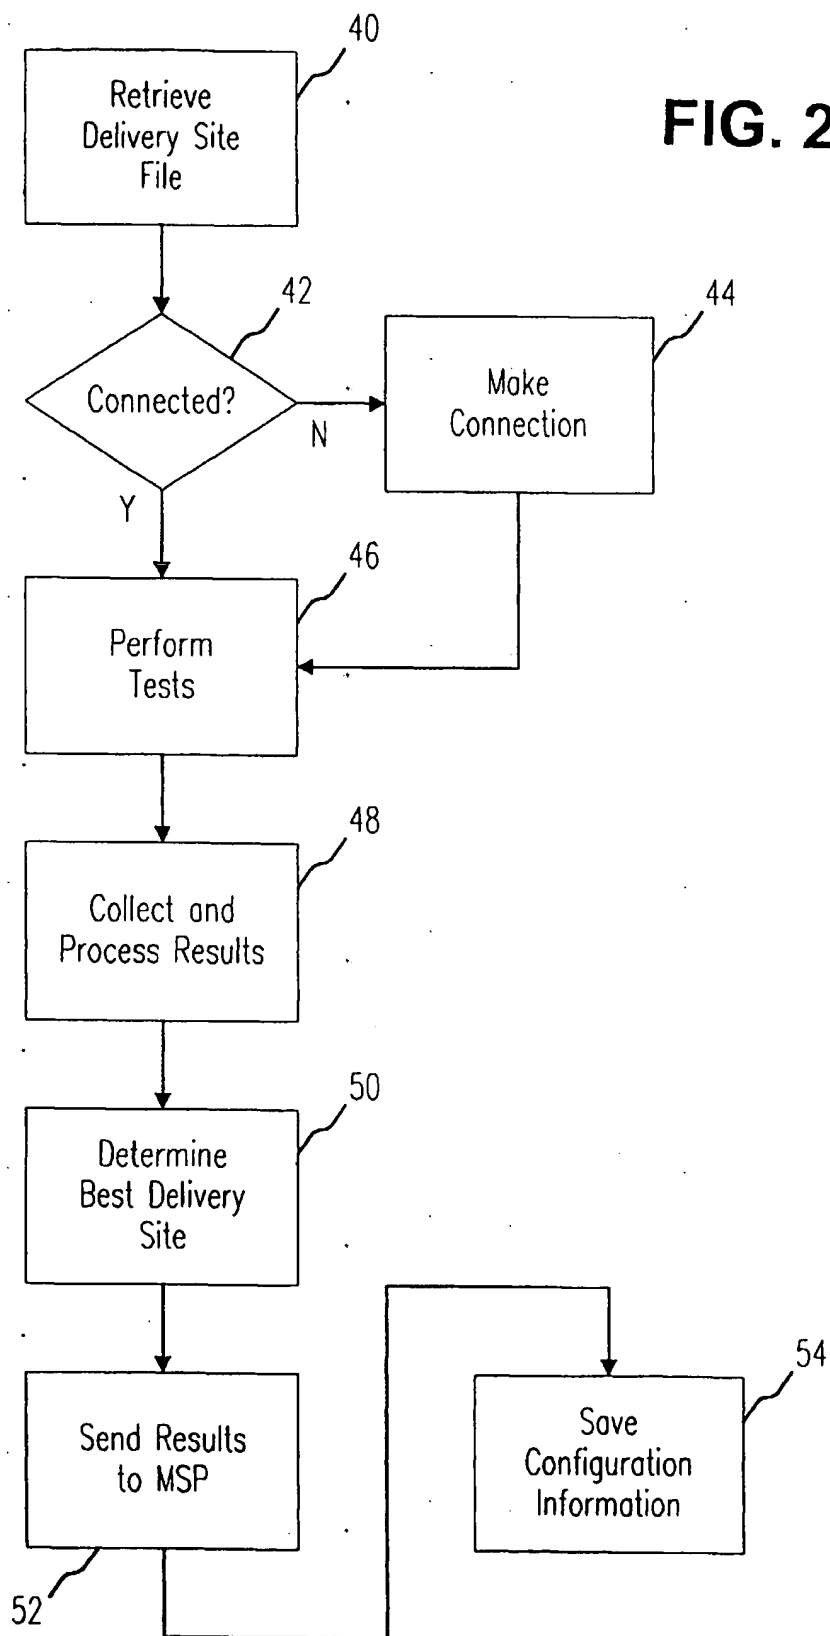 40
Retrieve
Delivery Site
File
FIG. 2
42
Connected?
N
Y
44
Make
Connection
46
Perform
Tests
48
Collect and
Process Results
50
Determine
Best Delivery
Site
52
Send Results
to MSP
54
Save
Configuration
Information